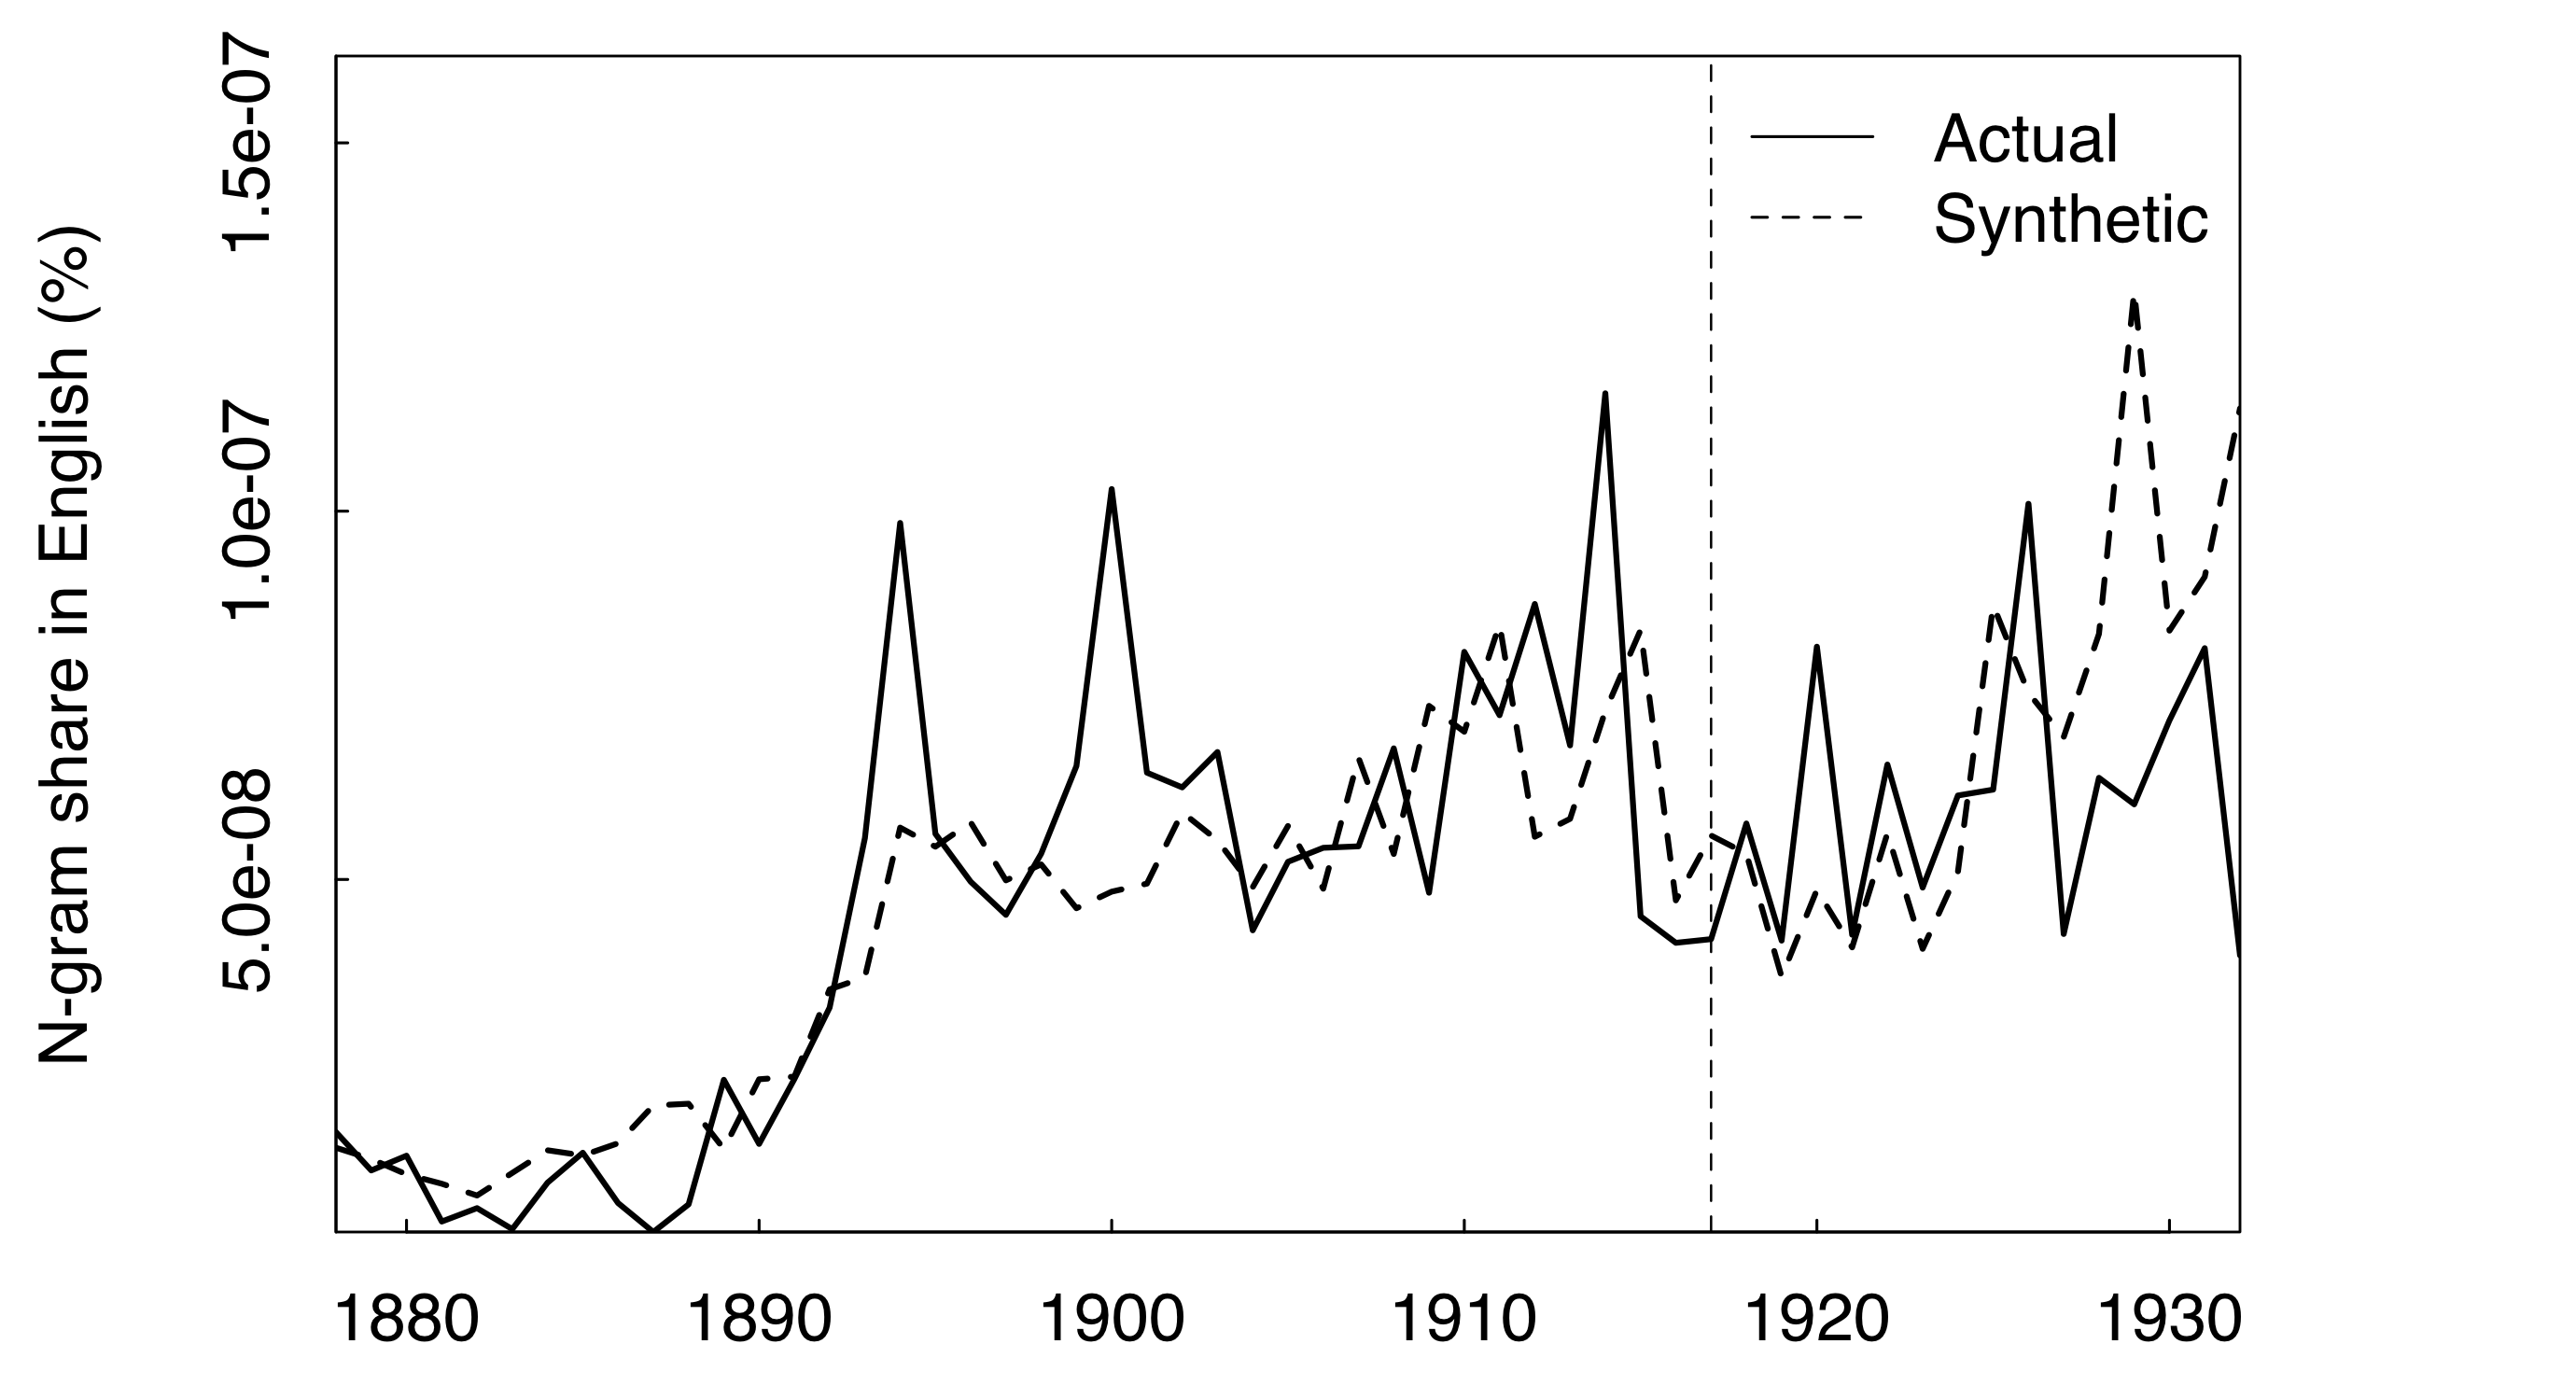 N-gram share in English (%)
1.5e-07
1.0e-07
5.0e-08
Actual
Synthetic
1880 1890 1900 1910 1920 1930